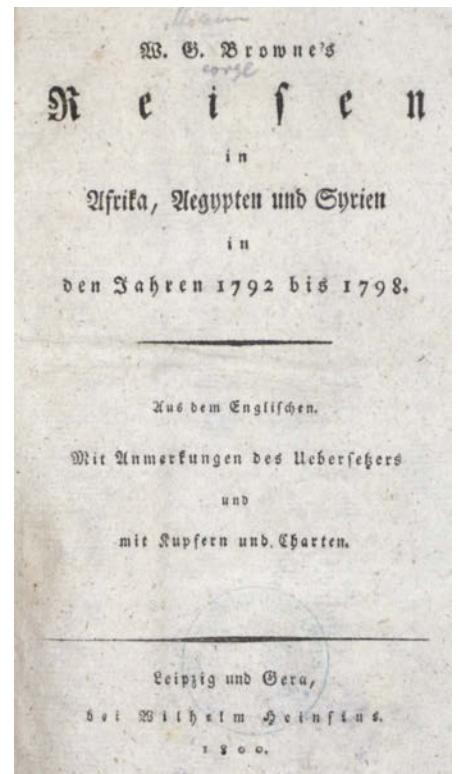 W. G. Browne's
Reisen
in
Afrika, Aegypten und Syrien
in
den Jahren 1792 bis 1798.
Aus dem Englischen.
Mit Anmerkungen des Uebersetzers
und
mit Kupfern und Charten.
Leipzig und Gera,
bei Wilhelm Heinsius.
1800.